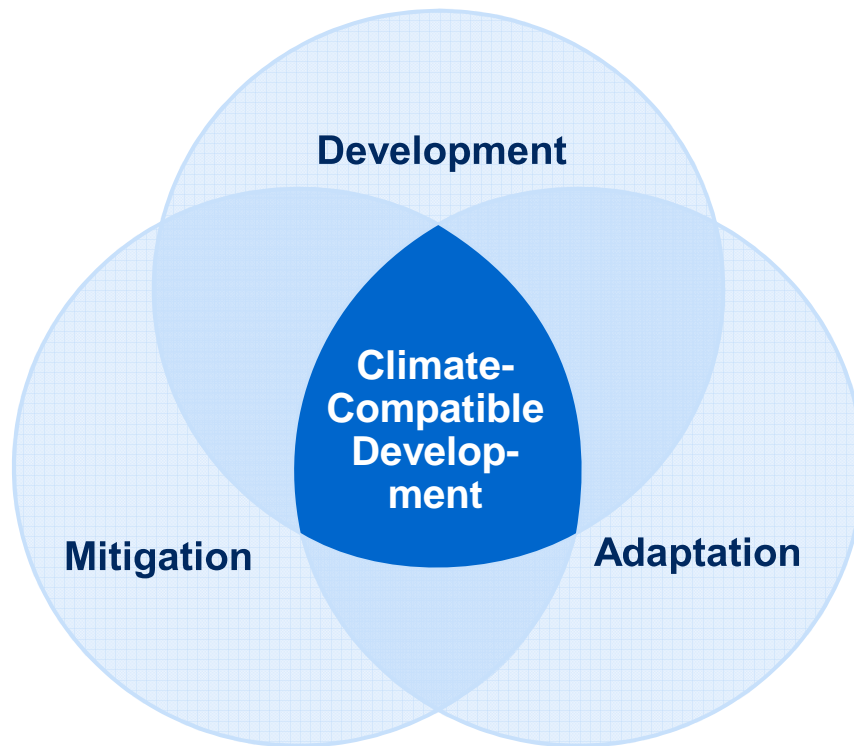 Development
Climate-
Compatible
Develop-
ment
Mitigation
Adaptation